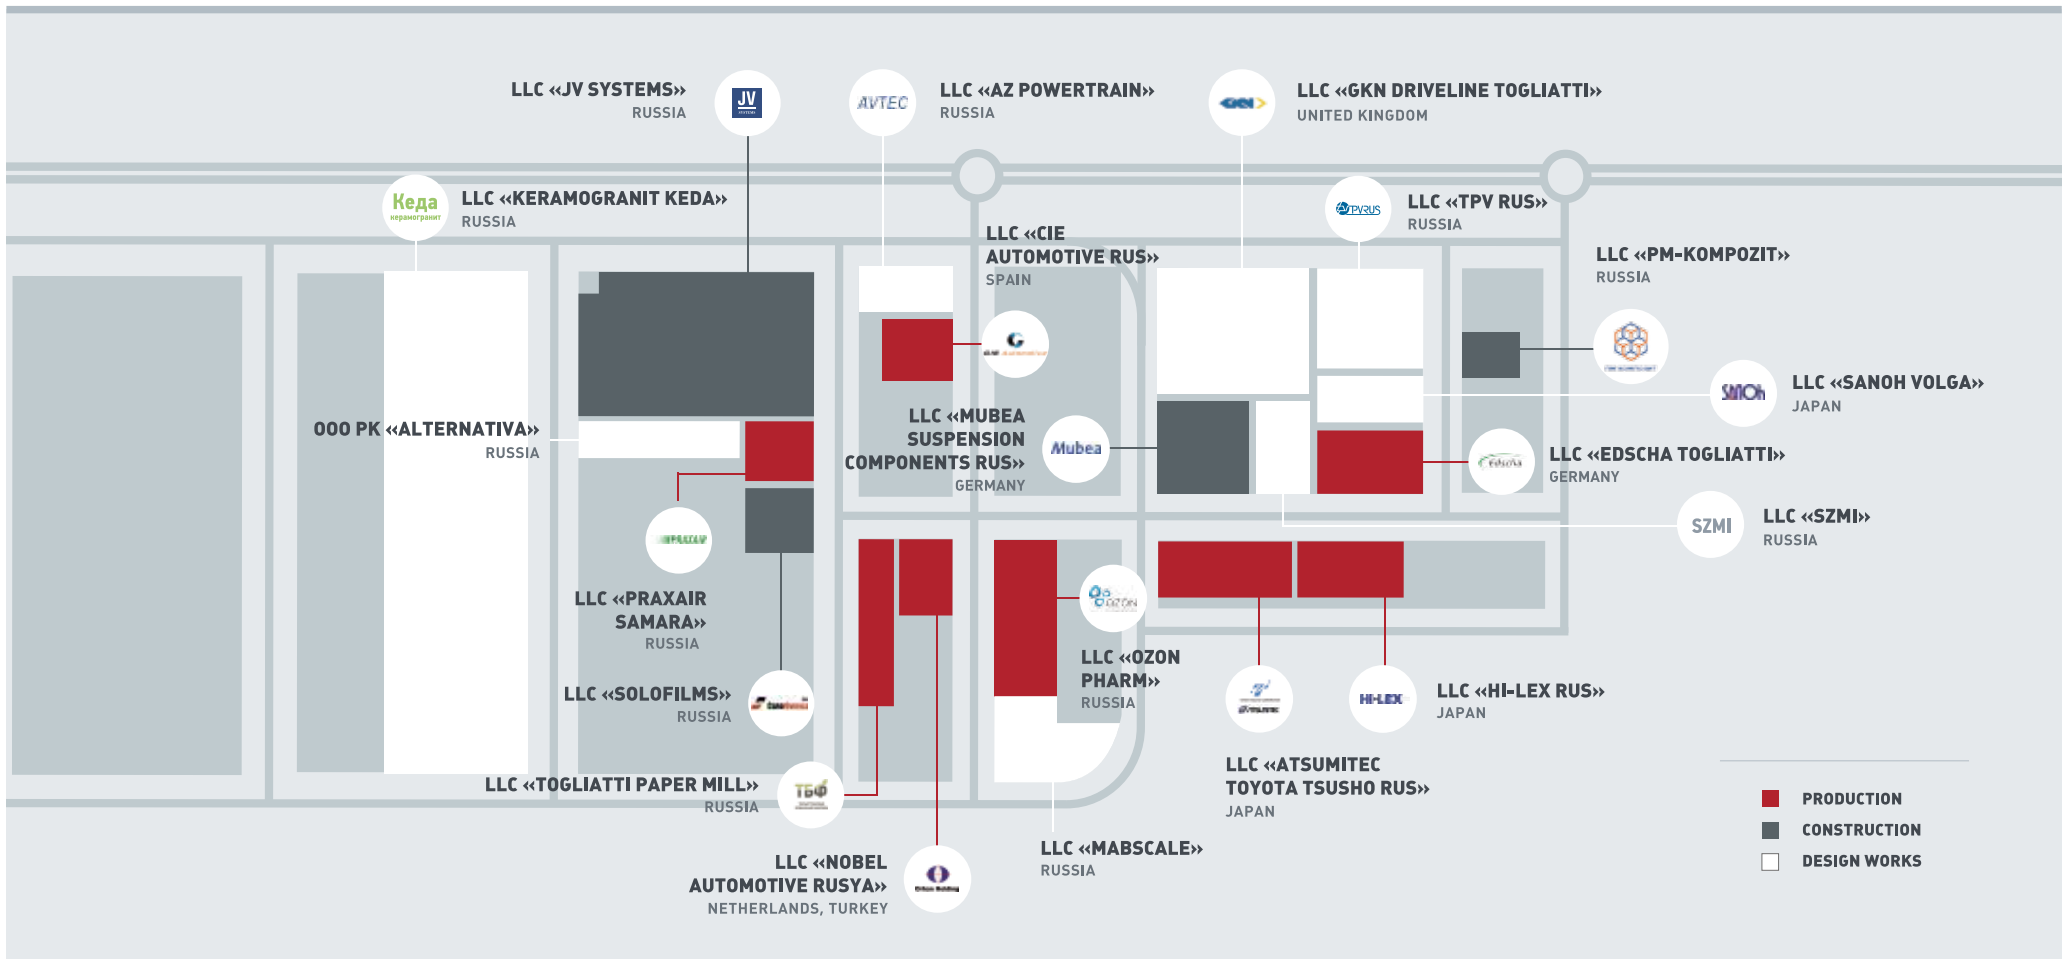 LLC «JV SYSTEMS»
RUSSIA
JV
SYSTEMS
AVTEC
LLC «AZ POWERTRAIN»
RUSSIA
GKN
LLC «GKN DRIVELINE TOGLIATTI»
UNITED KINGDOM
Кеда
керамогранит
LLC «KERAMOGRANIT KEDA»
RUSSIA
TPVRUS
LLC «TPV RUS»
RUSSIA
LLC «CIE
AUTOMOTIVE RUS»
SPAIN
LLC «PM-KOMPOZIT»
RUSSIA
SANOh
LLC «SANOH VOLGA»
JAPAN
OOO PK «ALTERNATIVA»
RUSSIA
LLC «MUBEA
SUSPENSION
COMPONENTS RUS»
GERMANY
Mubea
Edscha
LLC «EDSCHA TOGLIATTI»
GERMANY
SZMI
LLC «SZMI»
RUSSIA
PRAXAIR
LLC «PRAXAIR
SAMARA»
RUSSIA
OZON
LLC «OZON
PHARM»
RUSSIA
LLC «SOLOFILMS»
RUSSIA
HI-LEX
LLC «HI-LEX RUS»
JAPAN
LLC «ATSUMITEC
TOYOTA TSUSHO RUS»
JAPAN
LLC «TOGLIATTI PAPER MILL»
RUSSIA
ТБФ
LLC «MABSCALE»
RUSSIA
LLC «NOBEL
AUTOMOTIVE RUSYA»
NETHERLANDS, TURKEY
Orhan Holding
PRODUCTION
CONSTRUCTION
DESIGN WORKS